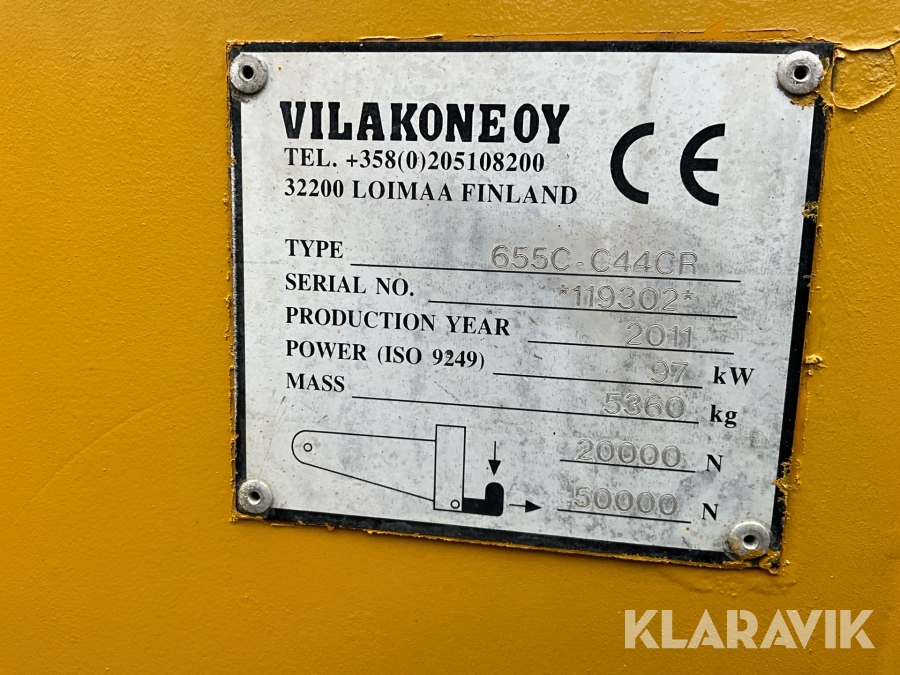 VILAKONE OY
TEL. +358(0)205108200
32200 LOIMAA FINLAND
CE
TYPE 655C-C44CR
SERIAL NO. *119302*
PRODUCTION YEAR 2011
POWER (ISO 9249) 97 kW
MASS 5360 kg
20000 N
50000 N
KLARAVIK